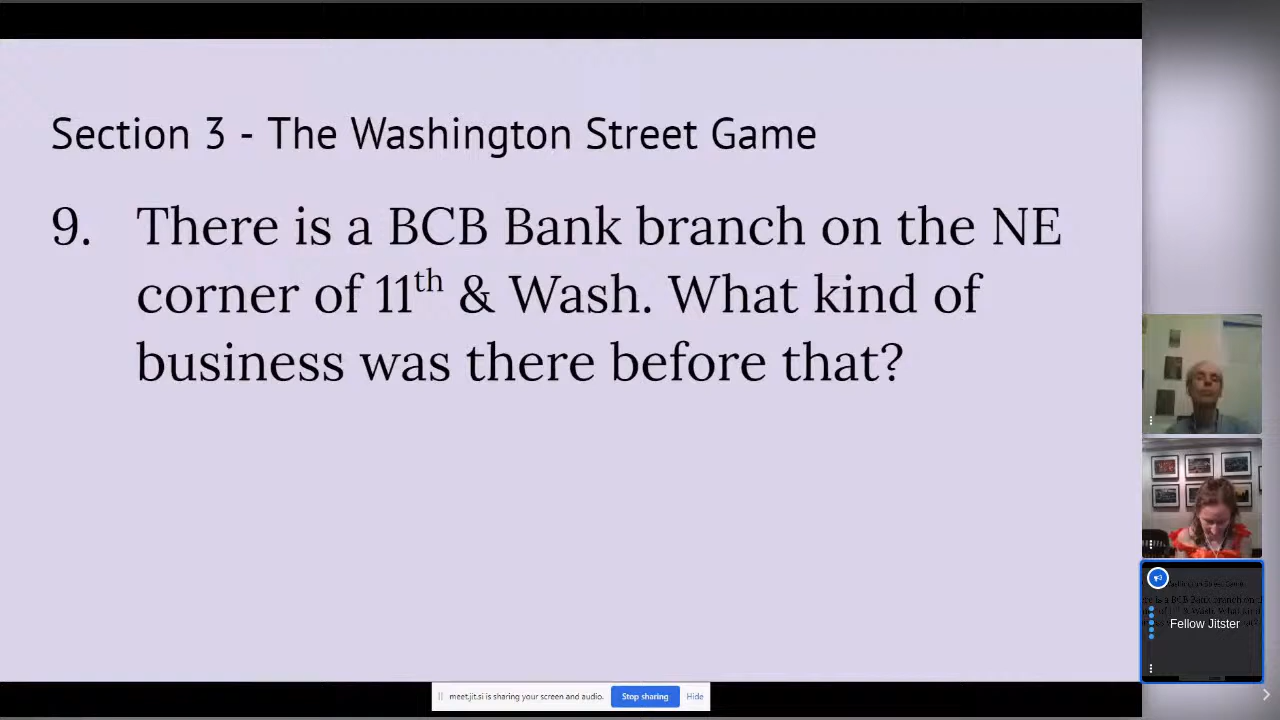 Section 3 - The Washington Street Game
9. There is a BCB Bank branch on the NE
corner of 11th & Wash. What kind of
business was there before that?
Fellow Jitster
meet.jit.si is sharing your screen and audio. Stop sharing Hide